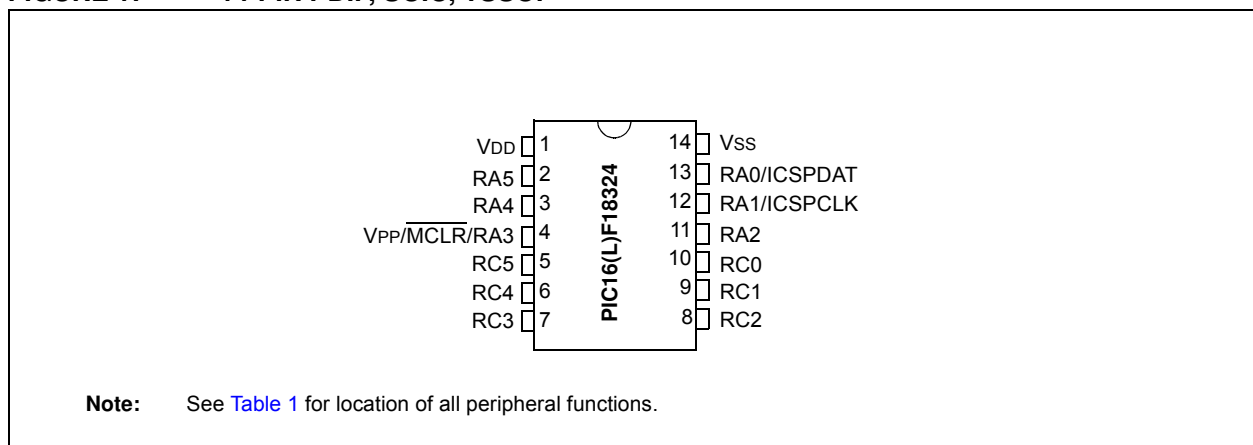 VDD 1 14 VSS
RA5 2 13 RA0/ICSPDAT
RA4 3 12 RA1/ICSPCLK
VPP/MCLR/RA3 4 11 RA2
RC5 5 10 RC0
RC4 6 9 RC1
RC3 7 8 RC2
PIC16(L)F18324
Note: See Table 1 for location of all peripheral functions.